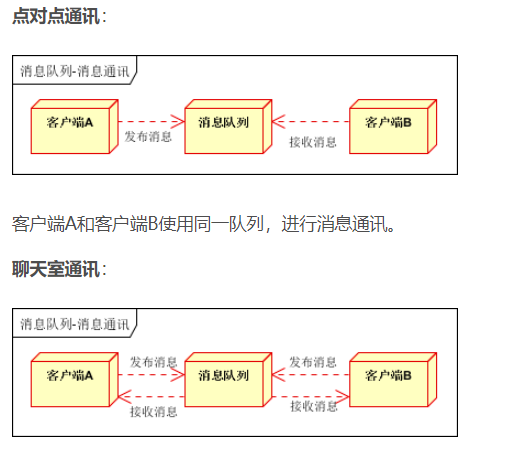 点对点通讯：
消息队列-消息通讯
客户端A
消息队列
客户端B
发布消息
接收消息
客户端A和客户端B使用同一队列，进行消息通讯。
聊天室通讯：
消息队列-消息通讯
发布消息
发布消息
客户端A
消息队列
客户端B
接收消息
接收消息